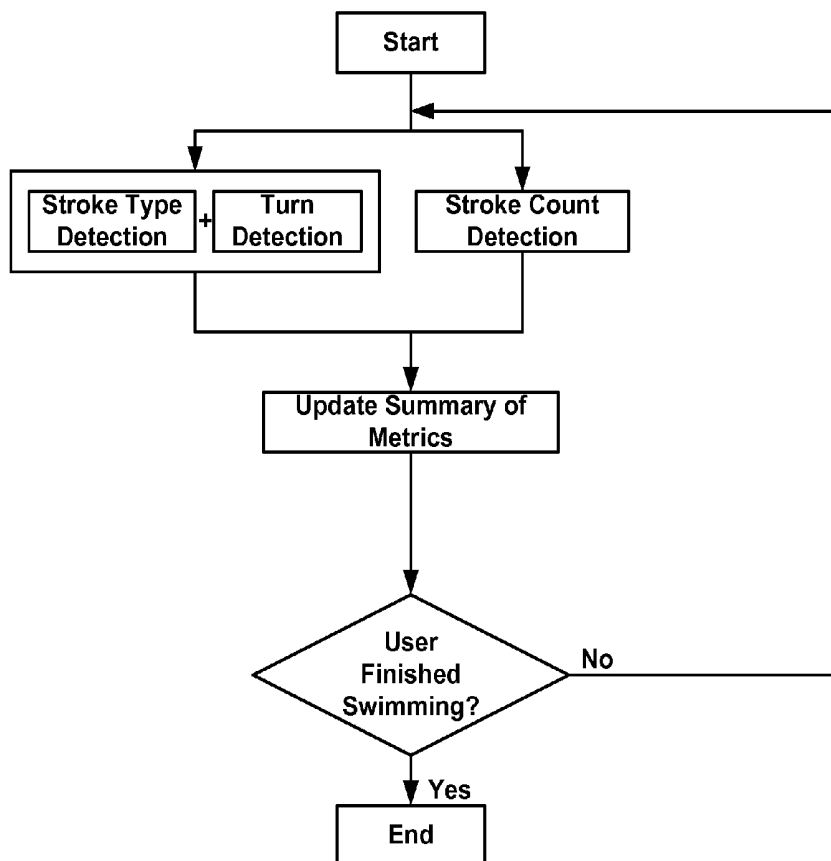 Start
Stroke Type
Detection
+
Turn
Detection
Stroke Count
Detection
Update Summary of
Metrics
User
Finished
Swimming?
No
Yes
End